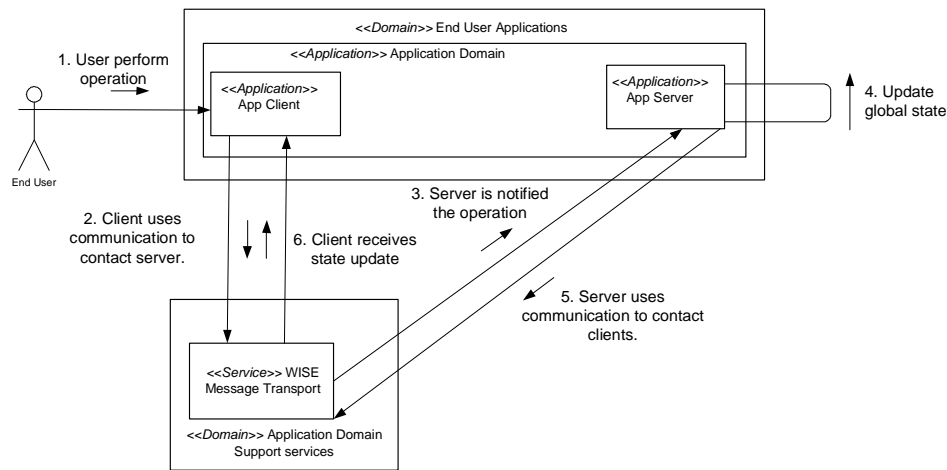 <<Domain>> End User Applications
<<Application>> Application Domain
1. User perform
operation
<<Application>>
App Client
<<Application>>
App Server
4. Update
global state
End User
2. Client uses
communication to
contact server.
6. Client receives
state update
3. Server is notified
the operation
5. Server uses
communication to contact
clients.
<<Service>> WISE
Message Transport
<<Domain>> Application Domain
Support services